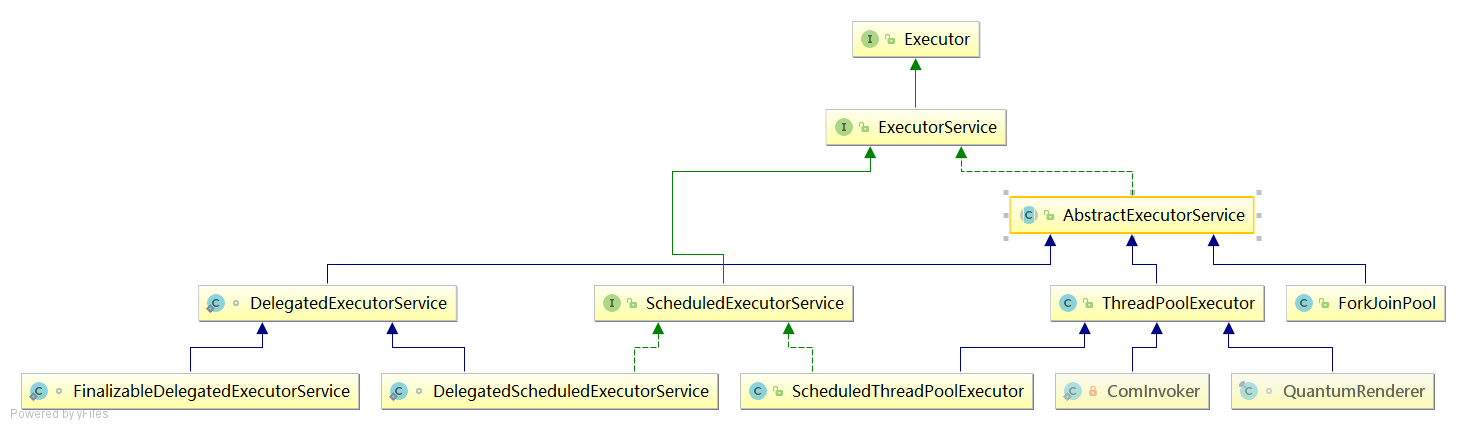 I Executor
I ExecutorService
C AbstractExecutorService
C DelegatedExecutorService
I ScheduledExecutorService
C ThreadPoolExecutor
C ForkJoinPool
C FinalizableDelegatedExecutorService
C DelegatedScheduledExecutorService
C ScheduledThreadPoolExecutor
C ComInvoker
C QuantumRenderer
Powered by yFiles